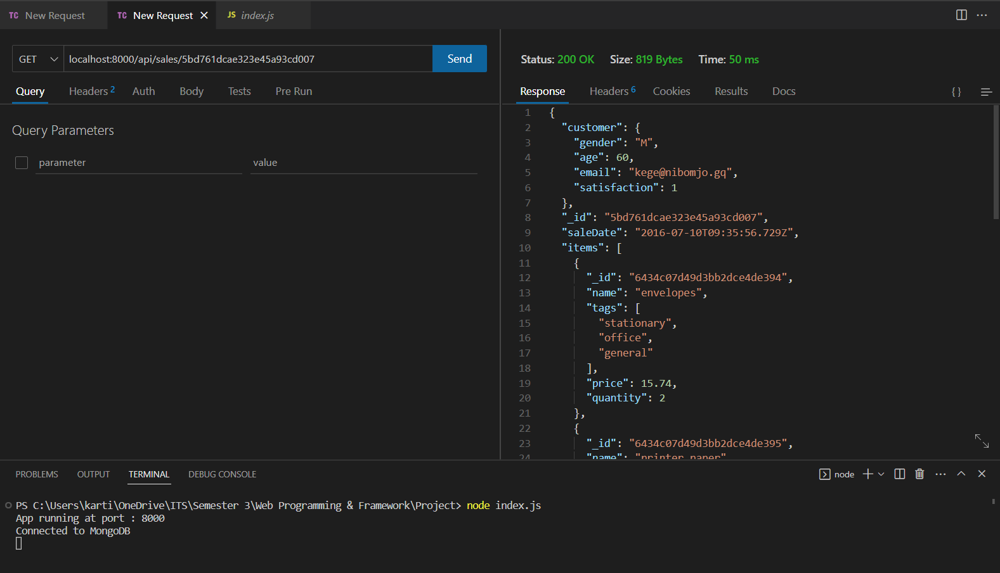 TC New Request
TC New Request
JS index.js
GET
localhost:8000/api/sales/5bd761dcae323e45a93cd007
Send
Query
Headers 2
Auth
Body
Tests
Pre Run
Query Parameters
parameter
value
Status: 200 OK
Size: 819 Bytes
Time: 50 ms
Response
Headers 6
Cookies
Results
Docs
{}
1 {
2 "customer": {
3 "gender": "M",
4 "age": 60,
5 "email": "kege@nibomjo.gq",
6 "satisfaction": 1
7 },
8 "_id": "5bd761dcae323e45a93cd007",
9 "saleDate": "2016-07-10T09:35:56.729Z",
10 "items": [
11 {
12 "_id": "6434c07d49d3bb2dce4de394",
13 "name": "envelopes",
14 "tags": [
15 "stationary",
16 "office",
17 "general"
18 ],
19 "price": 15.74,
20 "quantity": 2
21 },
22 {
23 "_id": "6434c07d49d3bb2dce4de395",
24 "name": "printer paper"
PROBLEMS
OUTPUT
TERMINAL
DEBUG CONSOLE
node
PS C:\Users\karti\OneDrive\ITS\Semester 3\Web Programming & Framework\Project> node index.js
App running at port : 8000
Connected to MongoDB